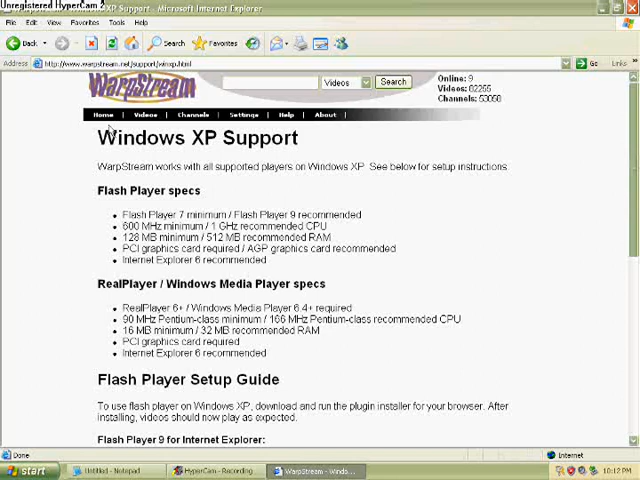 Unregistered HyperCam 2
XP Support - Microsoft Internet Explorer
File Edit View Favorites Tools Help
Back Search Favorites
Address http://www.warpstream.net/support/winxp.html Go Links
WarpStream
Videos Search
Online: 9
Videos: 82255
Channels: 53058
Home | Videos | Channels | Settings | Help | About |
Windows XP Support
WarpStream works with all supported players on Windows XP. See below for setup instructions.
Flash Player specs
Flash Player 7 minimum / Flash Player 9 recommended
600 MHz minimum / 1 GHz recommended CPU
128 MB minimum / 512 MB recommended RAM
PCI graphics card required / AGP graphics card recommended
Internet Explorer 6 recommended
RealPlayer / Windows Media Player specs
RealPlayer 6+ / Windows Media Player 6.4+ required
90 MHz Pentium-class minimum / 166 MHz Pentium-class recommended CPU
16 MB minimum / 32 MB recommended RAM
PCI graphics card required
Internet Explorer 6 recommended
Flash Player Setup Guide
To use flash player on Windows XP, download and run the plugin installer for your browser. After
installing, videos should now play as expected.
Flash Player 9 for Internet Explorer:
Done Internet
start Untitled - Notepad HyperCam - Recording WarpStream - Windo... 10:12 PM